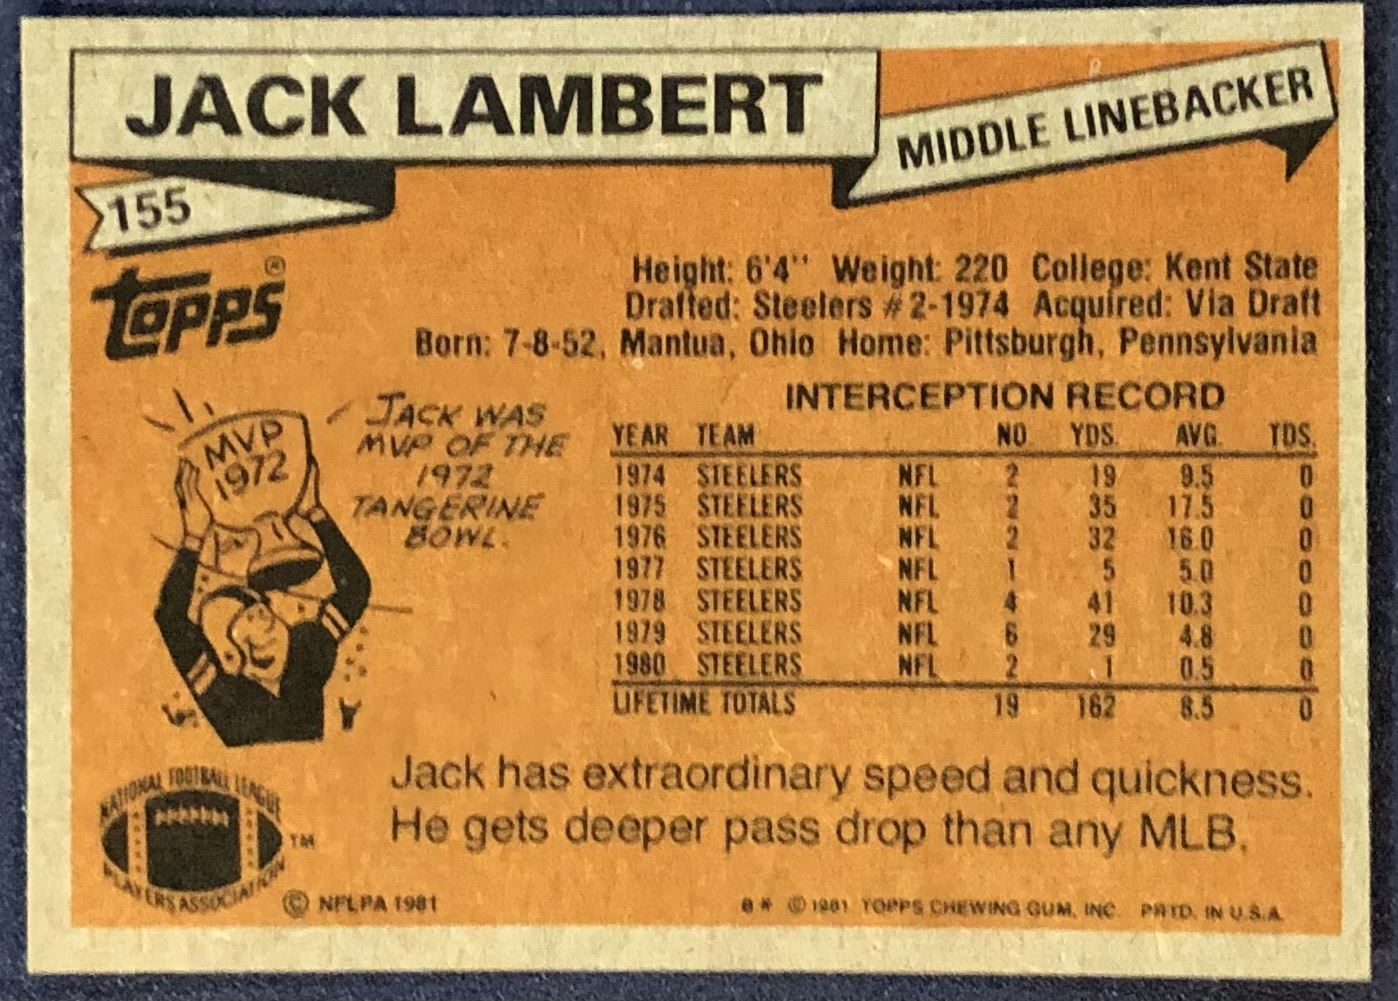 JACK LAMBERT
MIDDLE LINEBACKER
155
TOPPS®
Height: 6'4'' Weight: 220 College: Kent State
Drafted: Steelers #2-1974 Acquired: Via Draft
Born: 7-8-52, Mantua, Ohio Home: Pittsburgh, Pennsylvania
MVP
1972
JACK WAS
MVP OF THE
1972
TANGERINE
BOWL.
INTERCEPTION RECORD
YEAR TEAM NO YDS. AVG. TDS.
1974 STEELERS NFL 2 19 9.5 0
1975 STEELERS NFL 2 35 17.5 0
1976 STEELERS NFL 2 32 16.0 0
1977 STEELERS NFL 1 5 5.0 0
1978 STEELERS NFL 4 41 10.3 0
1979 STEELERS NFL 6 29 4.8 0
1980 STEELERS NFL 2 1 0.5 0
LIFETIME TOTALS 19 162 8.5 0
Jack has extraordinary speed and quickness.
He gets deeper pass drop than any MLB.
NATIONAL FOOTBALL LEAGUE
PLAYERS ASSOCIATION
TM
© NFLPA 1981
B* © 1981 TOPPS CHEWING GUM, INC. PRTD. IN U.S.A.